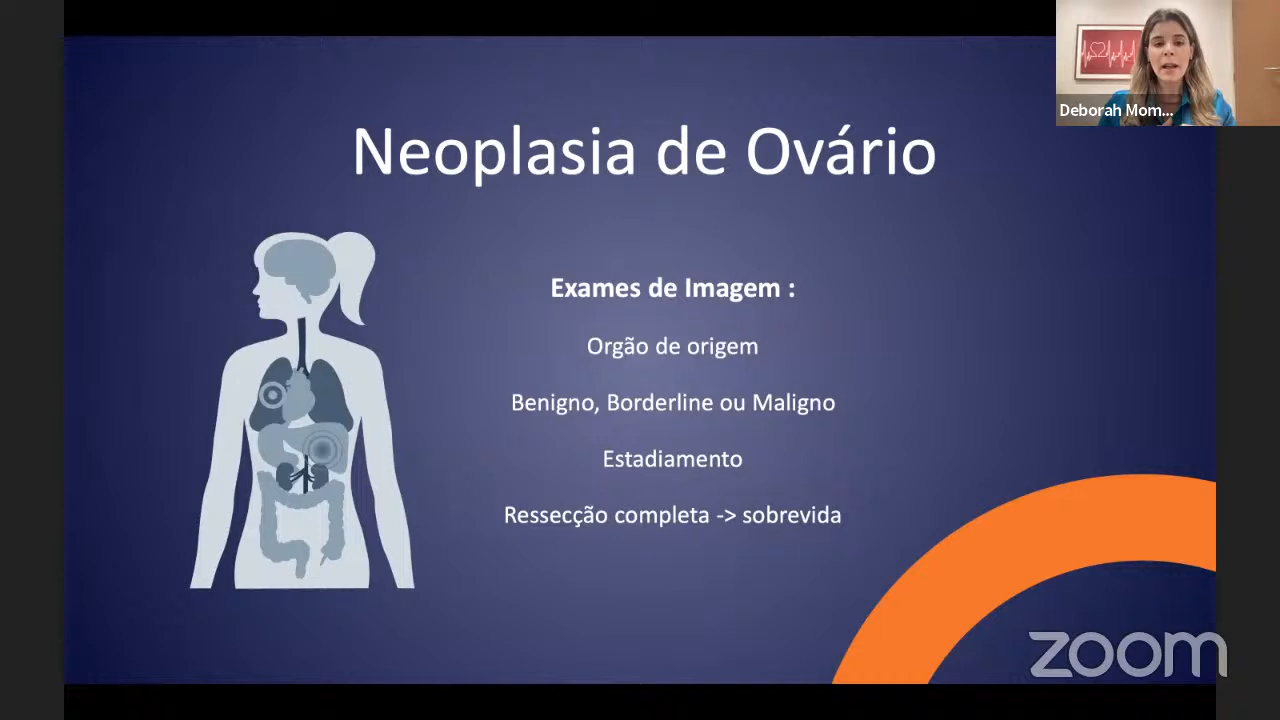 Deborah Mom...
Neoplasia de Ovário
Exames de Imagem :
Orgão de origem
Benigno, Borderline ou Maligno
Estadiamento
Ressecção completa -> sobrevida
zoom